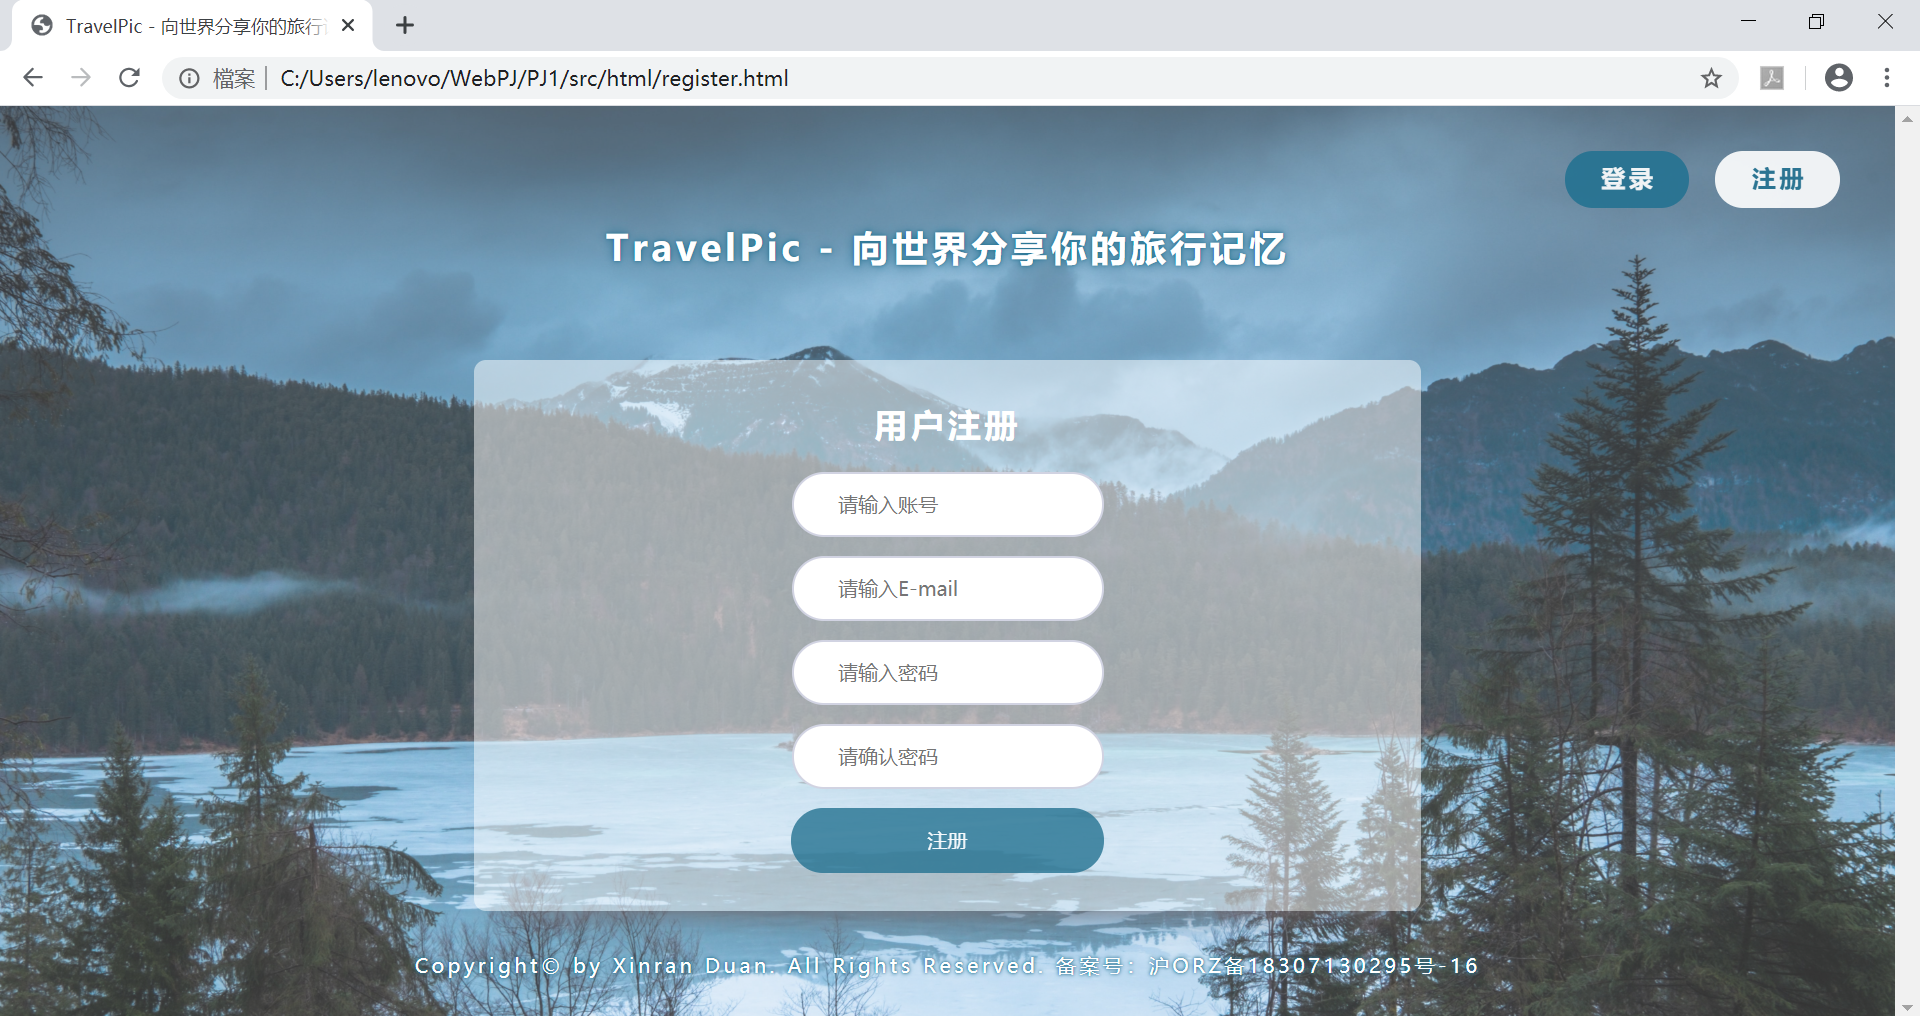 TravelPic - 向世界分享你的旅行
檔案 C:/Users/lenovo/WebPJ/PJ1/src/html/register.html
登录 注册
TravelPic - 向世界分享你的旅行记忆
用户注册
请输入账号
请输入E-mail
请输入密码
请确认密码
注册
Copyright© by Xinran Duan. All Rights Reserved. 备案号：沪ORZ备18307130295号-16